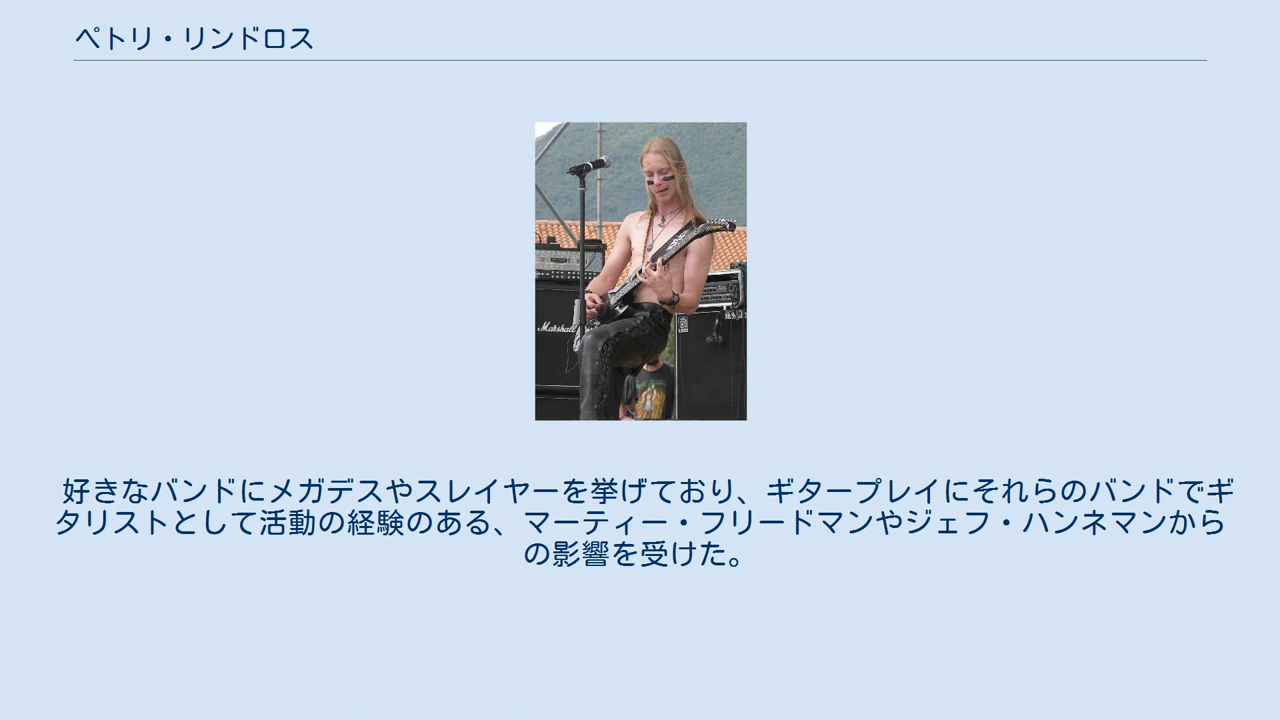 ペトリ・リンドロス
Marshall
好きなバンドにメガデスやスレイヤーを挙げており、ギタープレイにそれらのバンドでギ
タリストとして活動の経験のある、マーティー・フリードマンやジェフ・ハンネマンから
の影響を受けた。